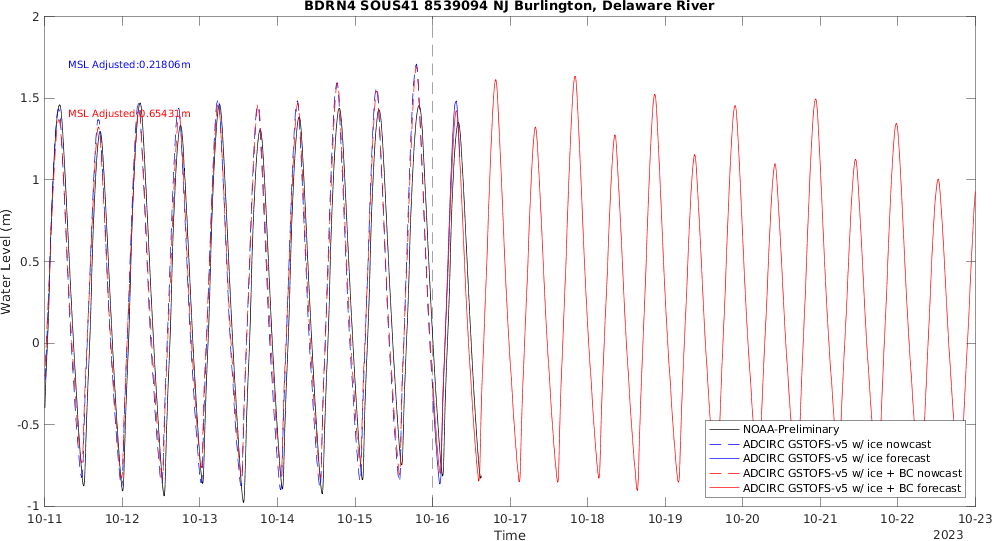 BDRN4 SOUS41 8539094 NJ Burlington, Delaware River
2
1.5
1
0.5
0
-0.5
-1
Water Level (m)
MSL Adjusted:0.21806m
MSL Adjusted:0.65431m
NOAA-Preliminary
ADCIRC GSTOFS-v5 w/ ice nowcast
ADCIRC GSTOFS-v5 w/ ice forecast
ADCIRC GSTOFS-v5 w/ ice + BC nowcast
ADCIRC GSTOFS-v5 w/ ice + BC forecast
10-11 10-12 10-13 10-14 10-15 10-16 10-17 10-18 10-19 10-20 10-21 10-22 10-23
Time
2023